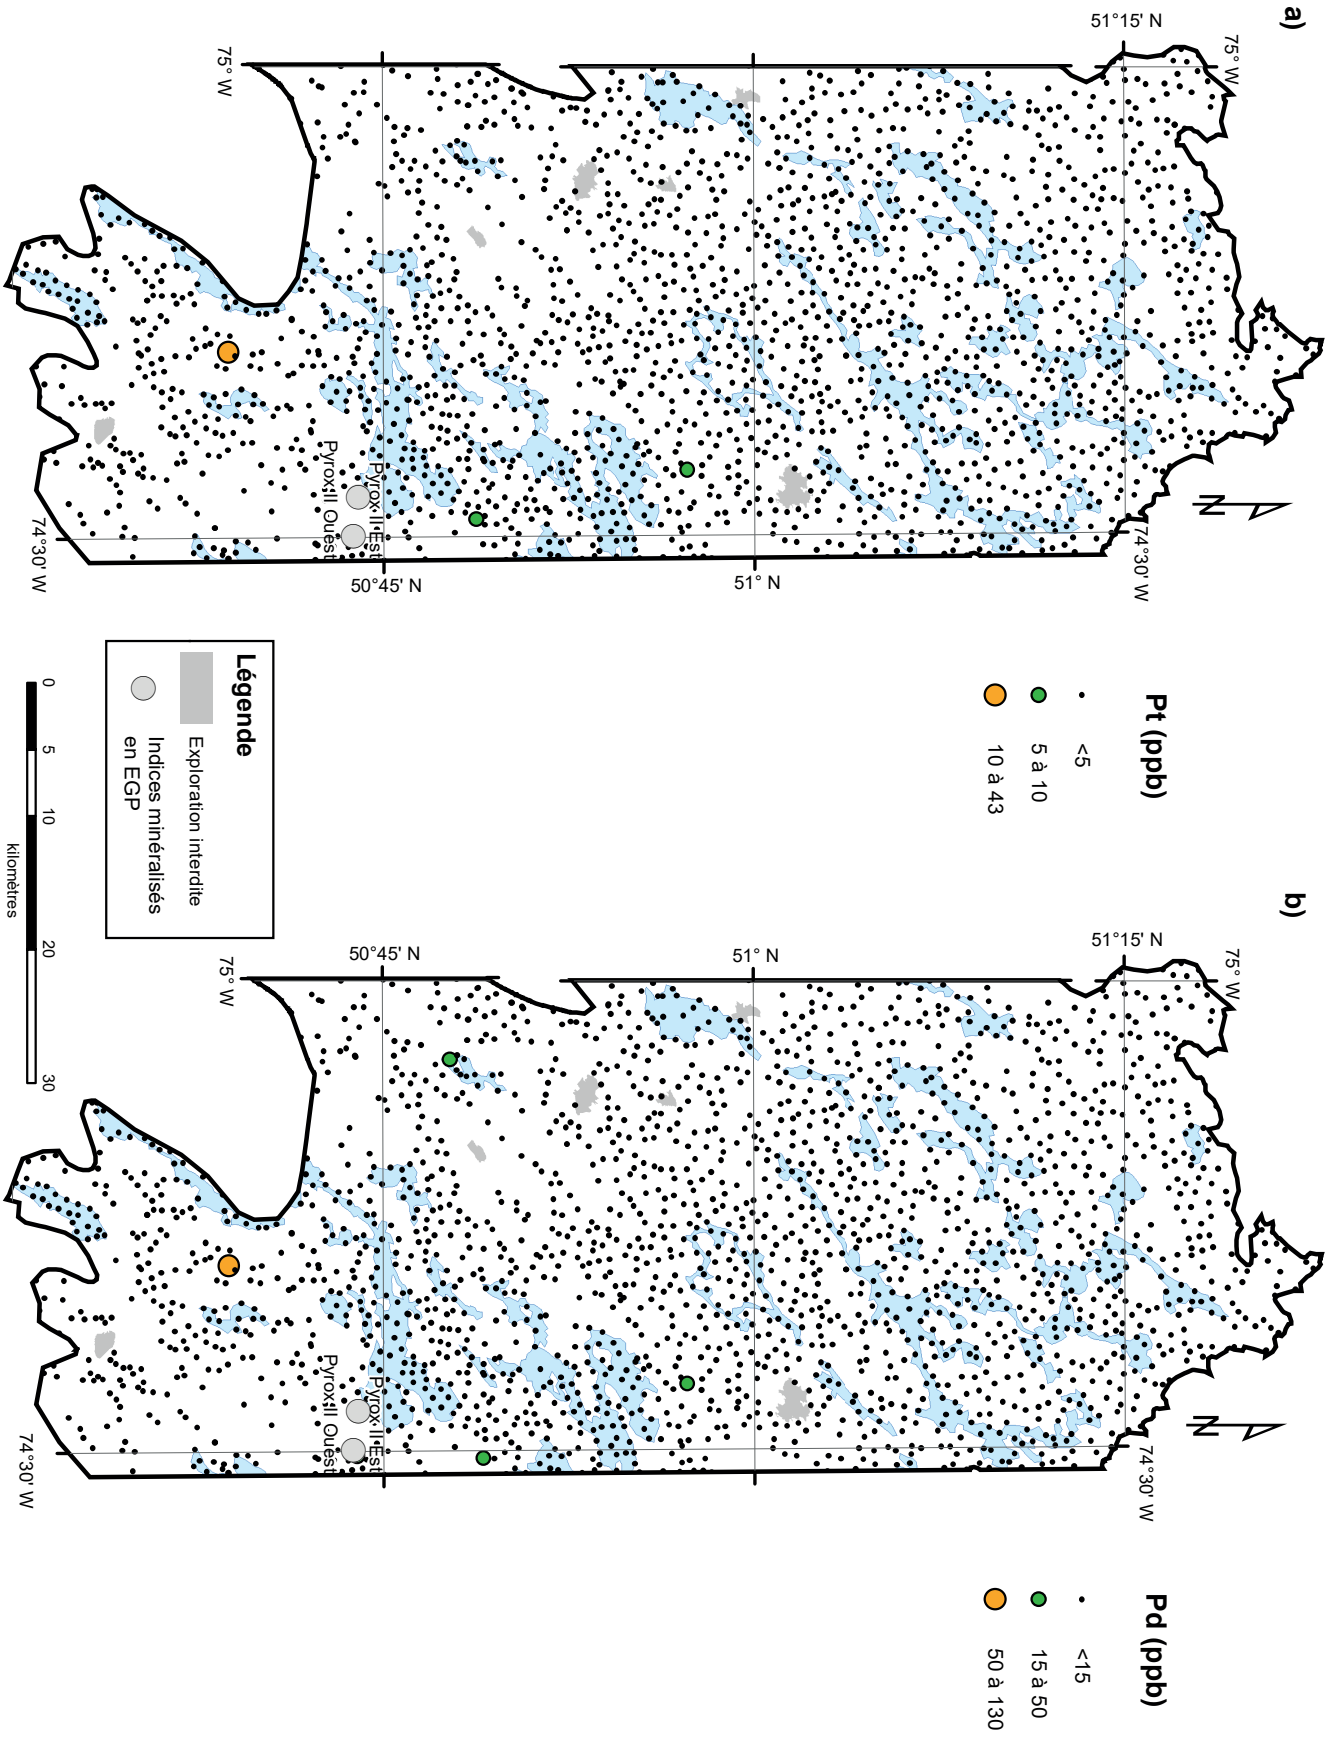 a)
75° W
51°15' N
51° N
50°45' N
75° W
74°30' W
74°30' W
N
Pyrox II Est
Pyrox II Ouest
Pt (ppb)
<5
5 à 10
10 à 43
Légende
Exploration interdite
Indices minéralisés
en EGP
0 5 10 20 30
kilomètres
b)
75° W
51°15' N
51° N
50°45' N
75° W
74°30' W
74°30' W
N
Pyrox II Est
Pyrox II Ouest
Pd (ppb)
<15
15 à 50
50 à 130